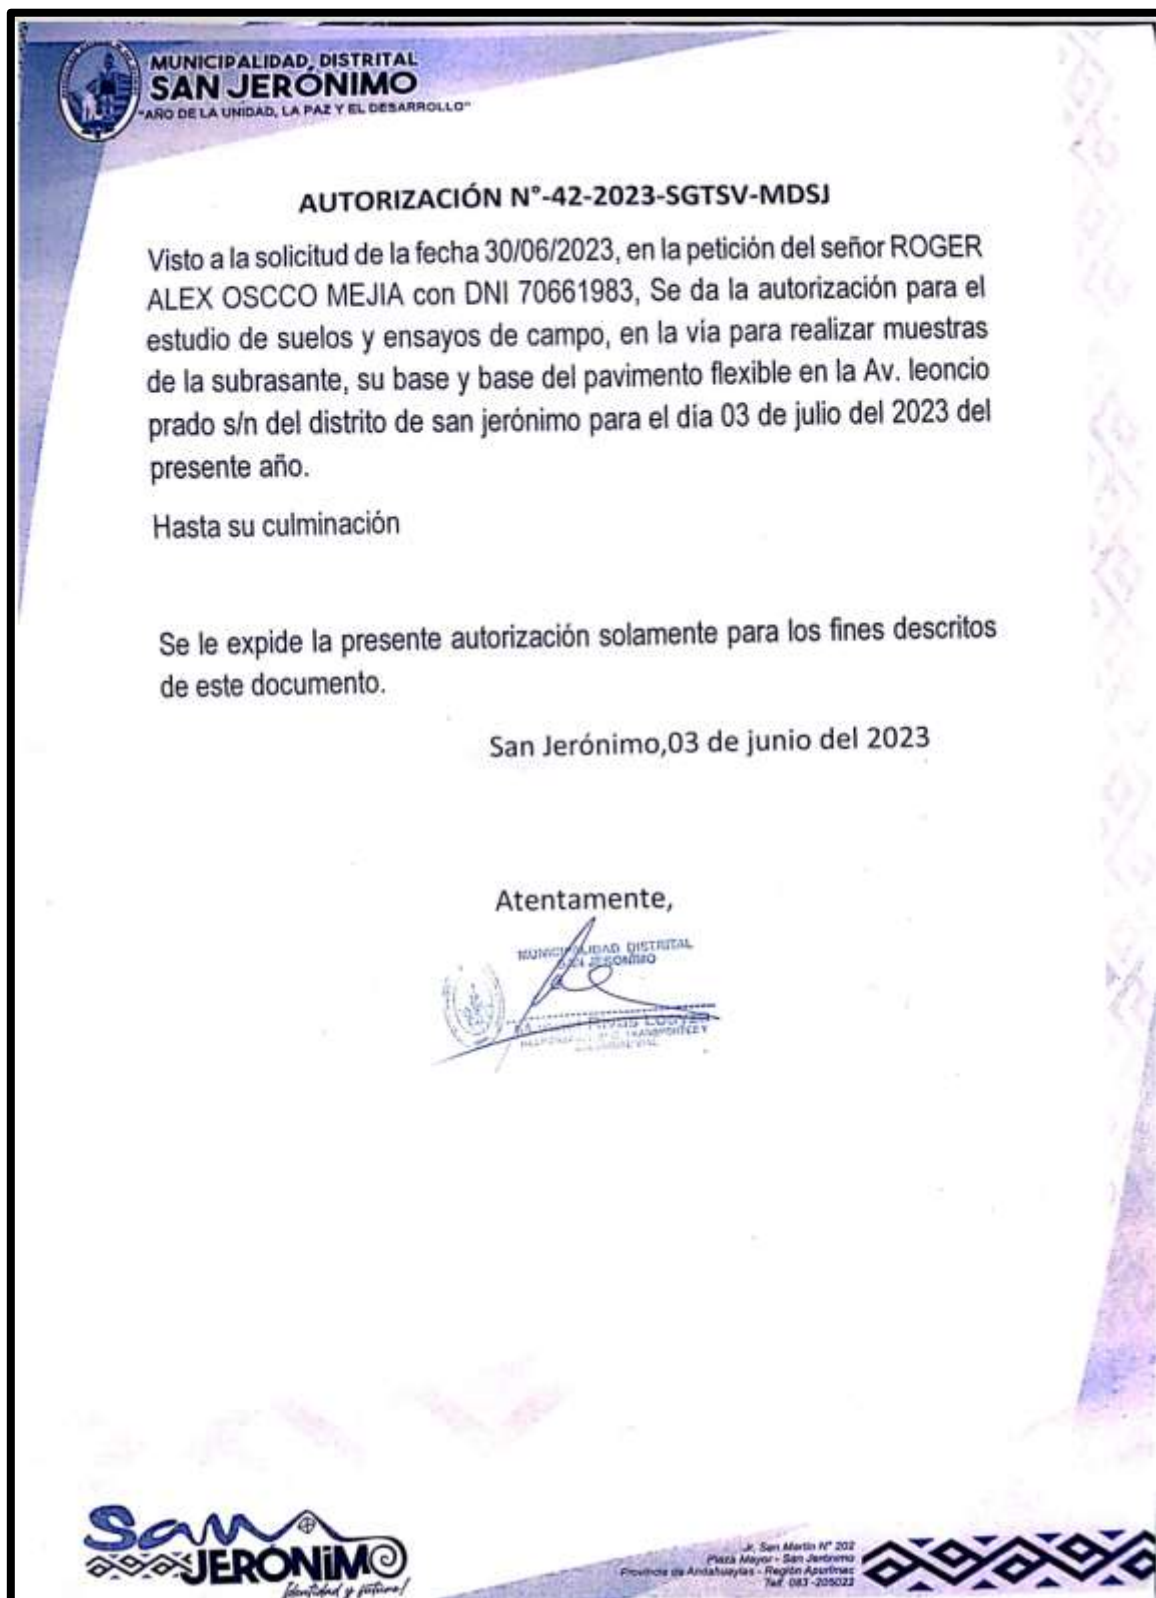 MUNICIPALIDAD DISTRITAL
SAN JERÓNIMO
"AÑO DE LA UNIDAD, LA PAZ Y EL DESARROLLO"
AUTORIZACIÓN N°-42-2023-SGTSV-MDSJ
Visto a la solicitud de la fecha 30/06/2023, en la petición del señor ROGER
ALEX OSCCO MEJIA con DNI 70661983, Se da la autorización para el
estudio de suelos y ensayos de campo, en la vía para realizar muestras
de la subrasante, su base y base del pavimento flexible en la Av. leoncio
prado s/n del distrito de san jerónimo para el día 03 de julio del 2023 del
presente año.
Hasta su culminación
Se le expide la presente autorización solamente para los fines descritos
de este documento.
San Jerónimo,03 de junio del 2023
Atentamente,
MUNICIPALIDAD DISTRITAL
SAN JERONIMO
Rivas
TRANSPORTES Y
San
JERÓNiMO
Identidad y futuro!
Jr. San Martin N° 202
Plaza Mayor - San Jerónimo
Provincia de Andahuaylas - Región Apurímac
Telf. 083 -205022